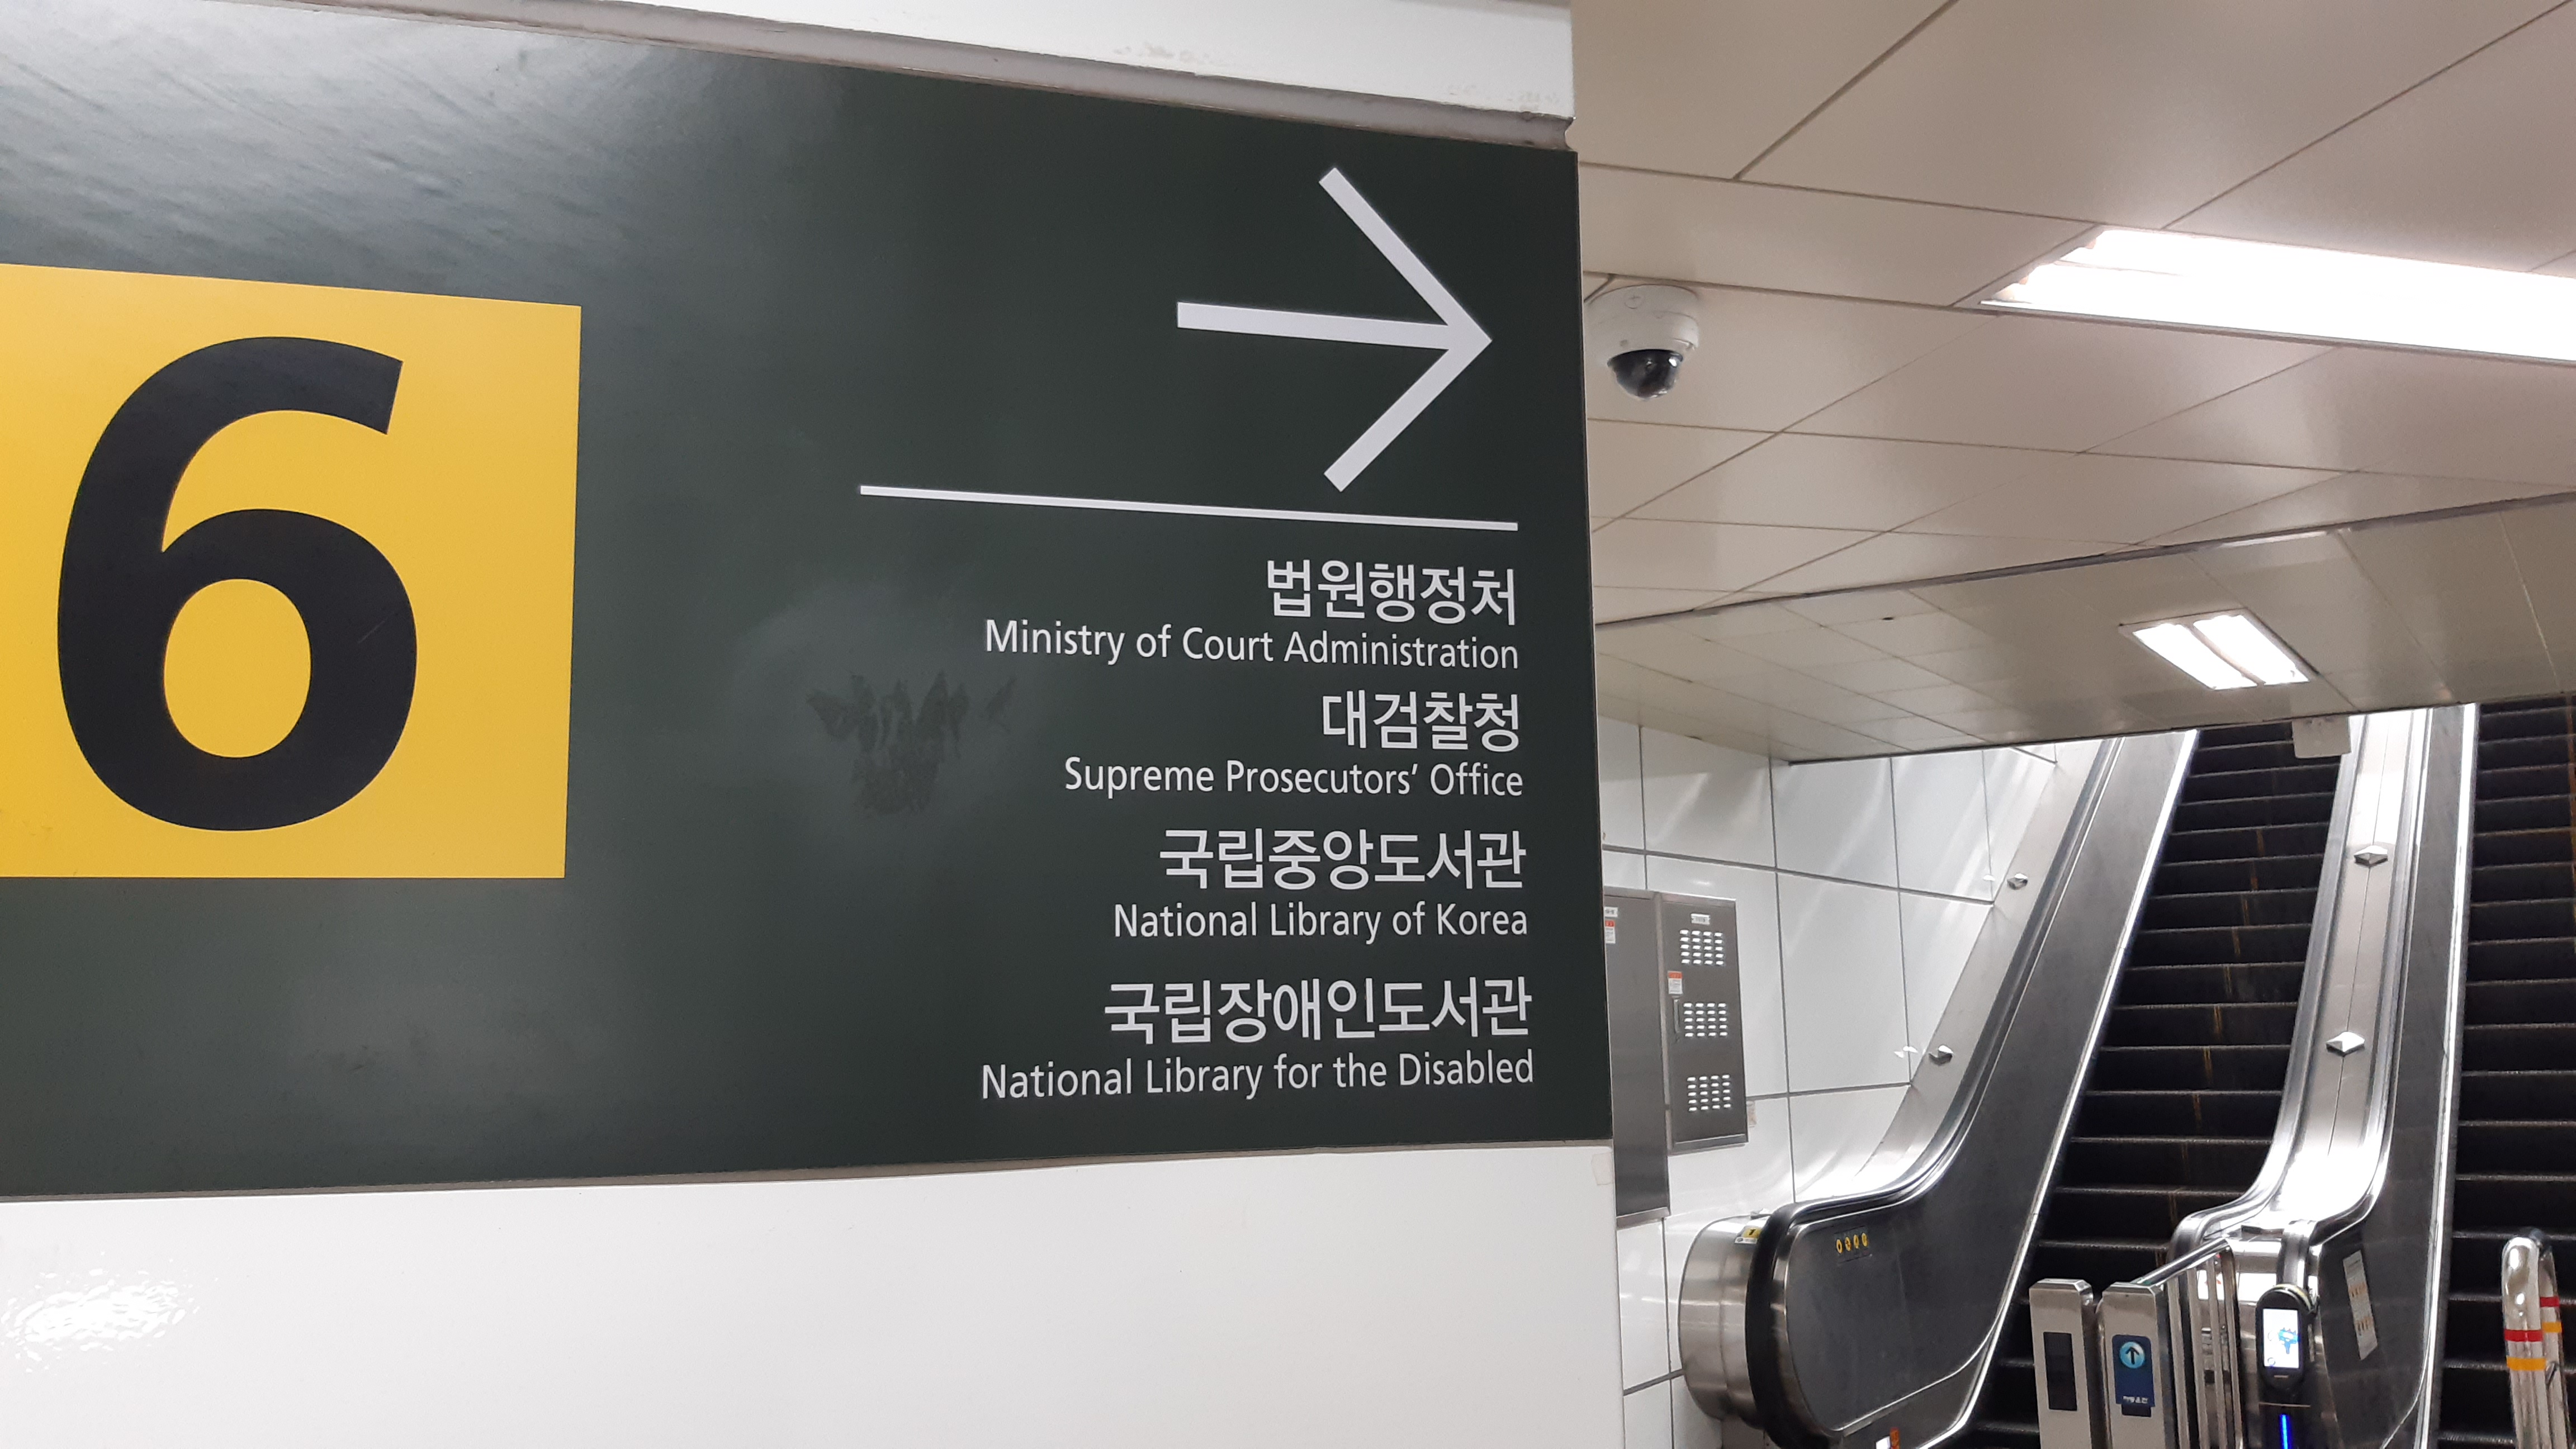 6
법원행정처
Ministry of Court Administration
대검찰청
Supreme Prosecutors’ Office
국립중앙도서관
National Library of Korea
국립장애인도서관
National Library for the Disabled